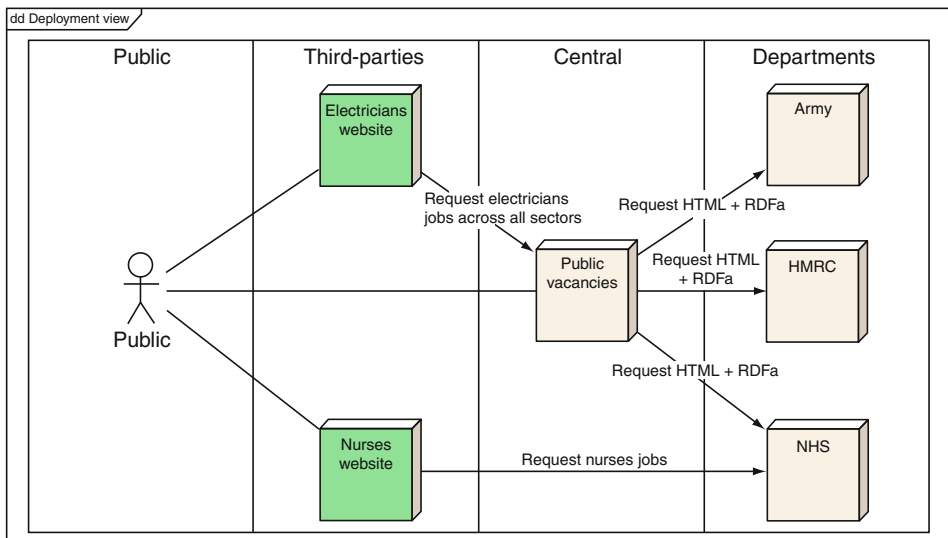 dd Deployment view
Public
Third-parties
Central
Departments
Electricians
website
Army
Request electricians
jobs across all sectors
Request HTML + RDFa
Public
vacancies
Request HTML
+ RDFa
HMRC
Public
Request HTML + RDFa
Nurses
website
Request nurses jobs
NHS